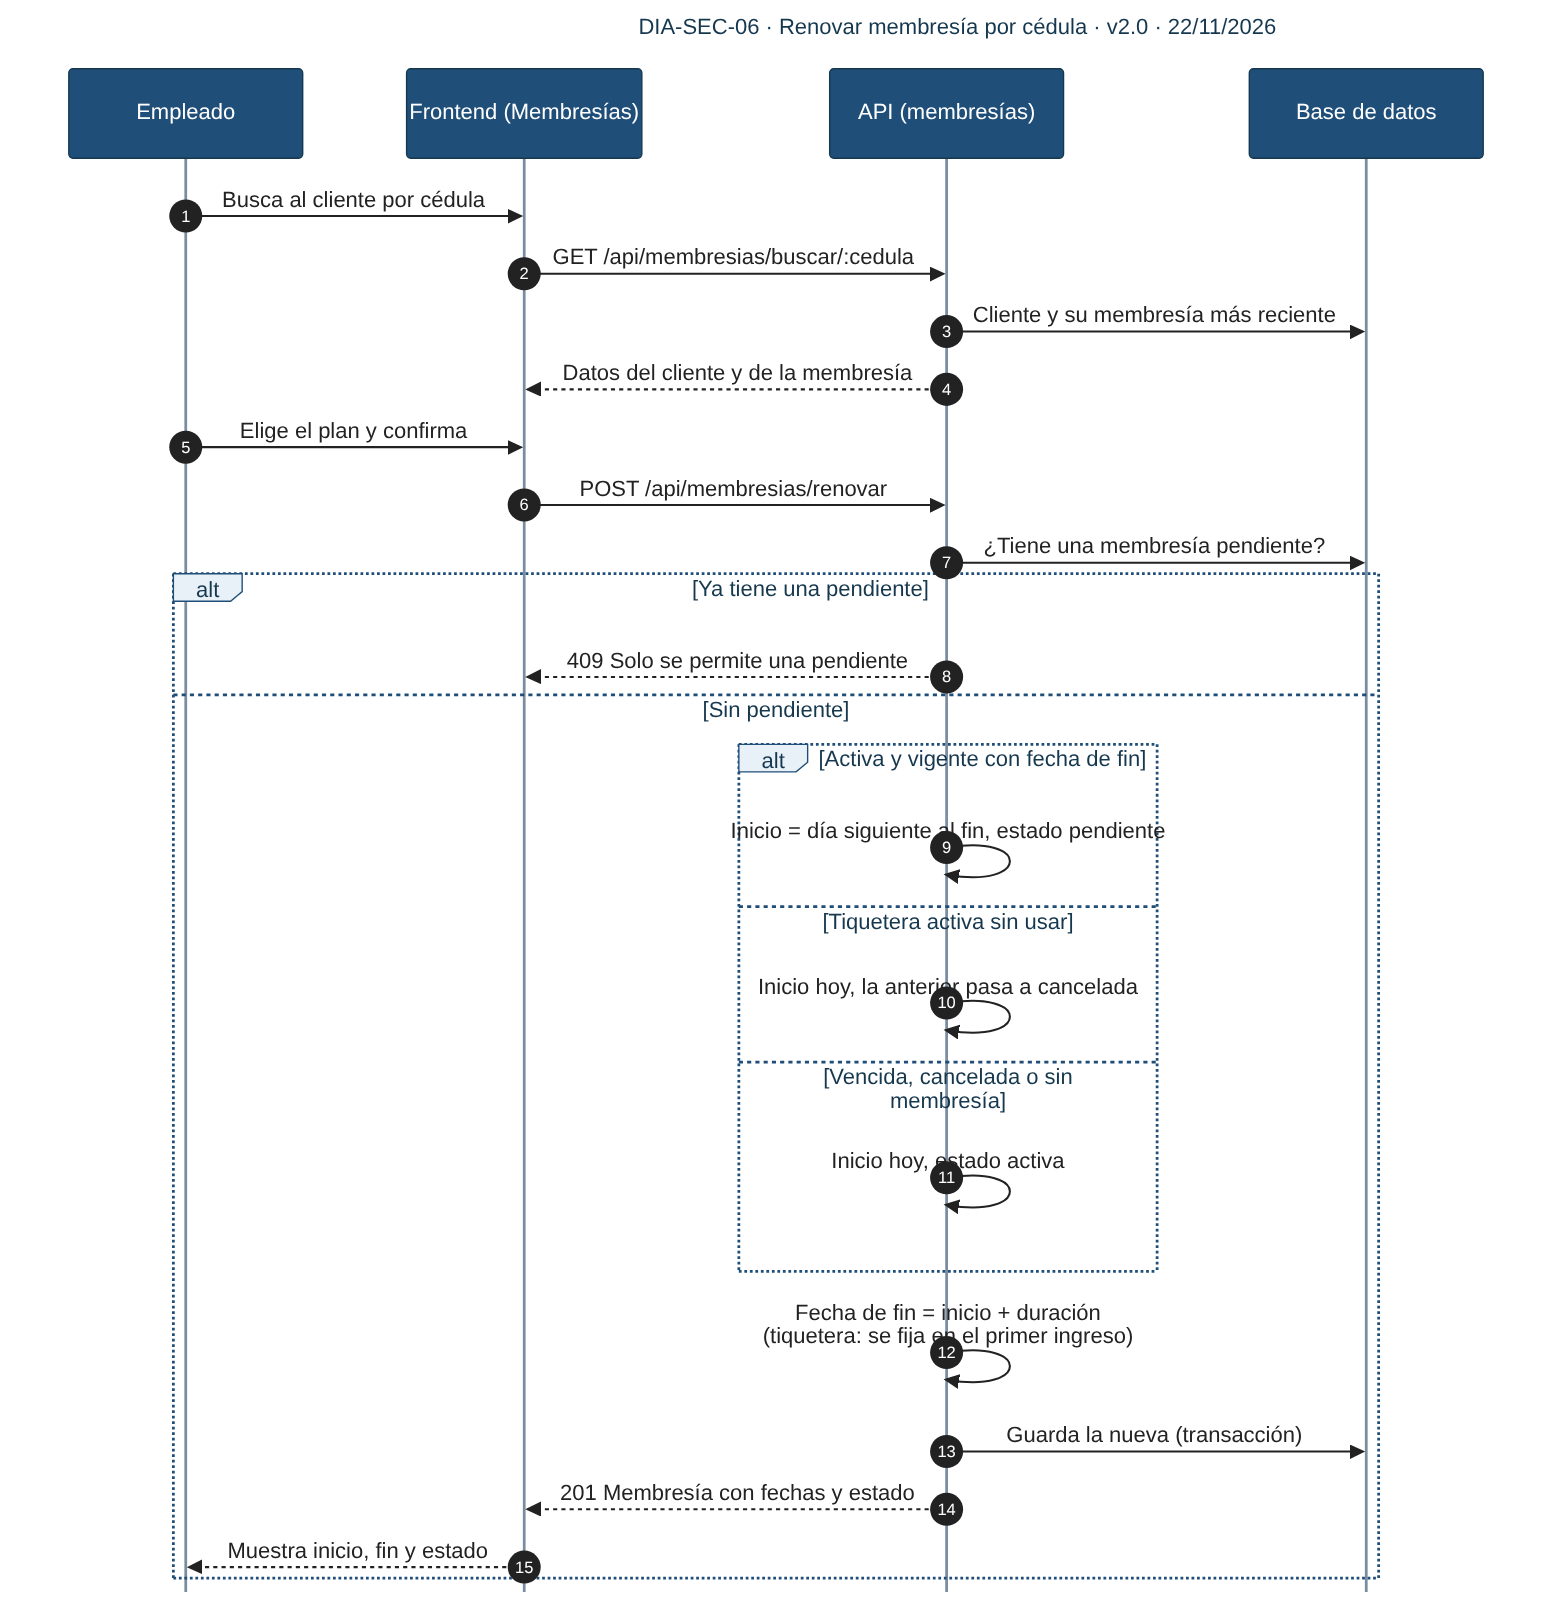 DIA-SEC-06 · Renovar membresía por cédula · v2.0 · 22/11/2026
Empleado
Frontend (Membresías)
API (membresías)
Base de datos
Busca al cliente por cédula
1
GET /api/membresias/buscar/:cedula
2
Cliente y su membresía más reciente
3
Datos del cliente y de la membresía
4
Elige el plan y confirma
5
POST /api/membresias/renovar
6
¿Tiene una membresía pendiente?
7
alt
[Ya tiene una pendiente]
409 Solo se permite una pendiente
8
[Sin pendiente]
alt
[Activa y vigente con fecha de fin]
Inicio = día siguiente al fin, estado pendiente
9
[Tiquetera activa sin usar]
Inicio hoy, la anterior pasa a cancelada
10
[Vencida, cancelada o sin
membresía]
Inicio hoy, estado activa
11
Fecha de fin = inicio + duración
(tiquetera: se fija en el primer ingreso)
12
Guarda la nueva (transacción)
13
201 Membresía con fechas y estado
14
Muestra inicio, fin y estado
15